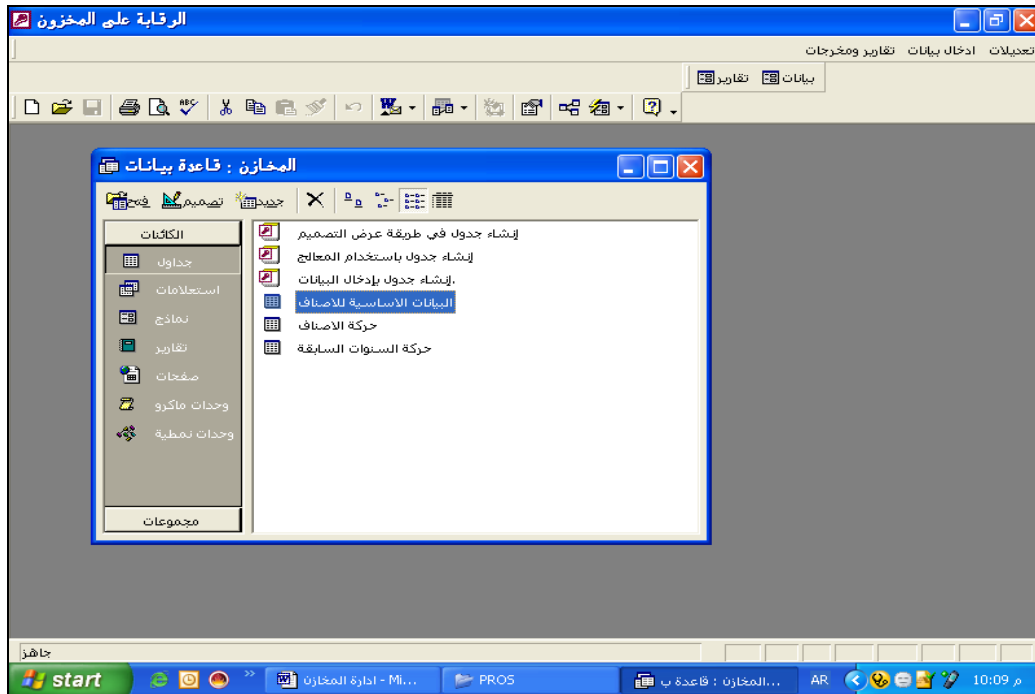 الرقابة على المخزون
تعديلات ادخال بيانات تقارير ومخرجات
بيانات تقارير
المخازن : قاعدة بيانات
فتح تصميم جديد
الكائنات
جداول
استعلامات
نماذج
تقارير
صفحات
وحدات ماكرو
وحدات نمطية
مجموعات
إنشاء جدول في طريقة عرض التصميم
إنشاء جدول باستخدام المعالج
إنشاء جدول بإدخال البيانات.
البيانات الاساسية للاصناف
حركة الاصناف
حركة السنوات السابقة
جاهز
start
ادارة المخازن - Mi...
PROS
المخازن : قاعدة ب...
AR
10:09 م